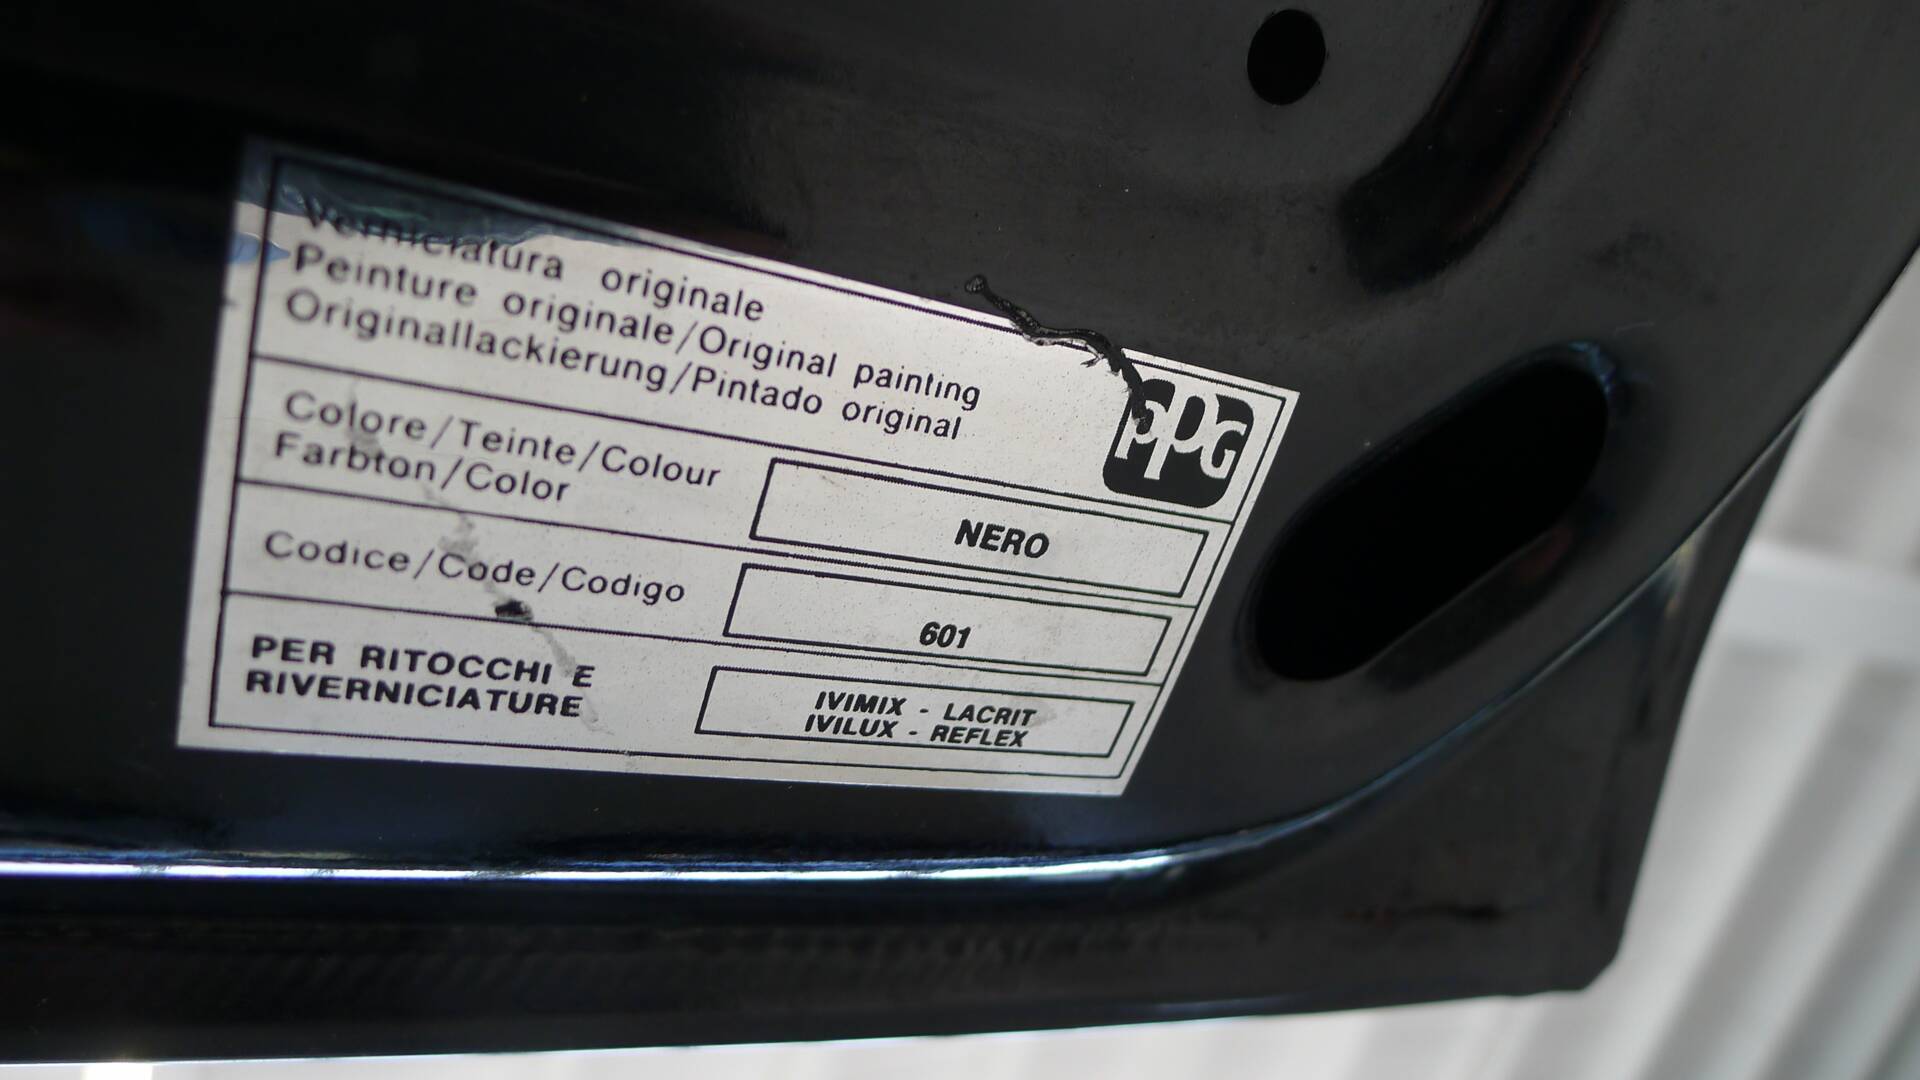 Verniciatura originale
Peinture originale/Original painting
Originallackierung/Pintado original
ppG
Colore/Teinte/Colour
Farbton/Color
NERO
Codice/Code/Codigo
601
PER RITOCCHI E
RIVERNICIATURE
IVIMIX - LACRIT
IVILUX - REFLEX